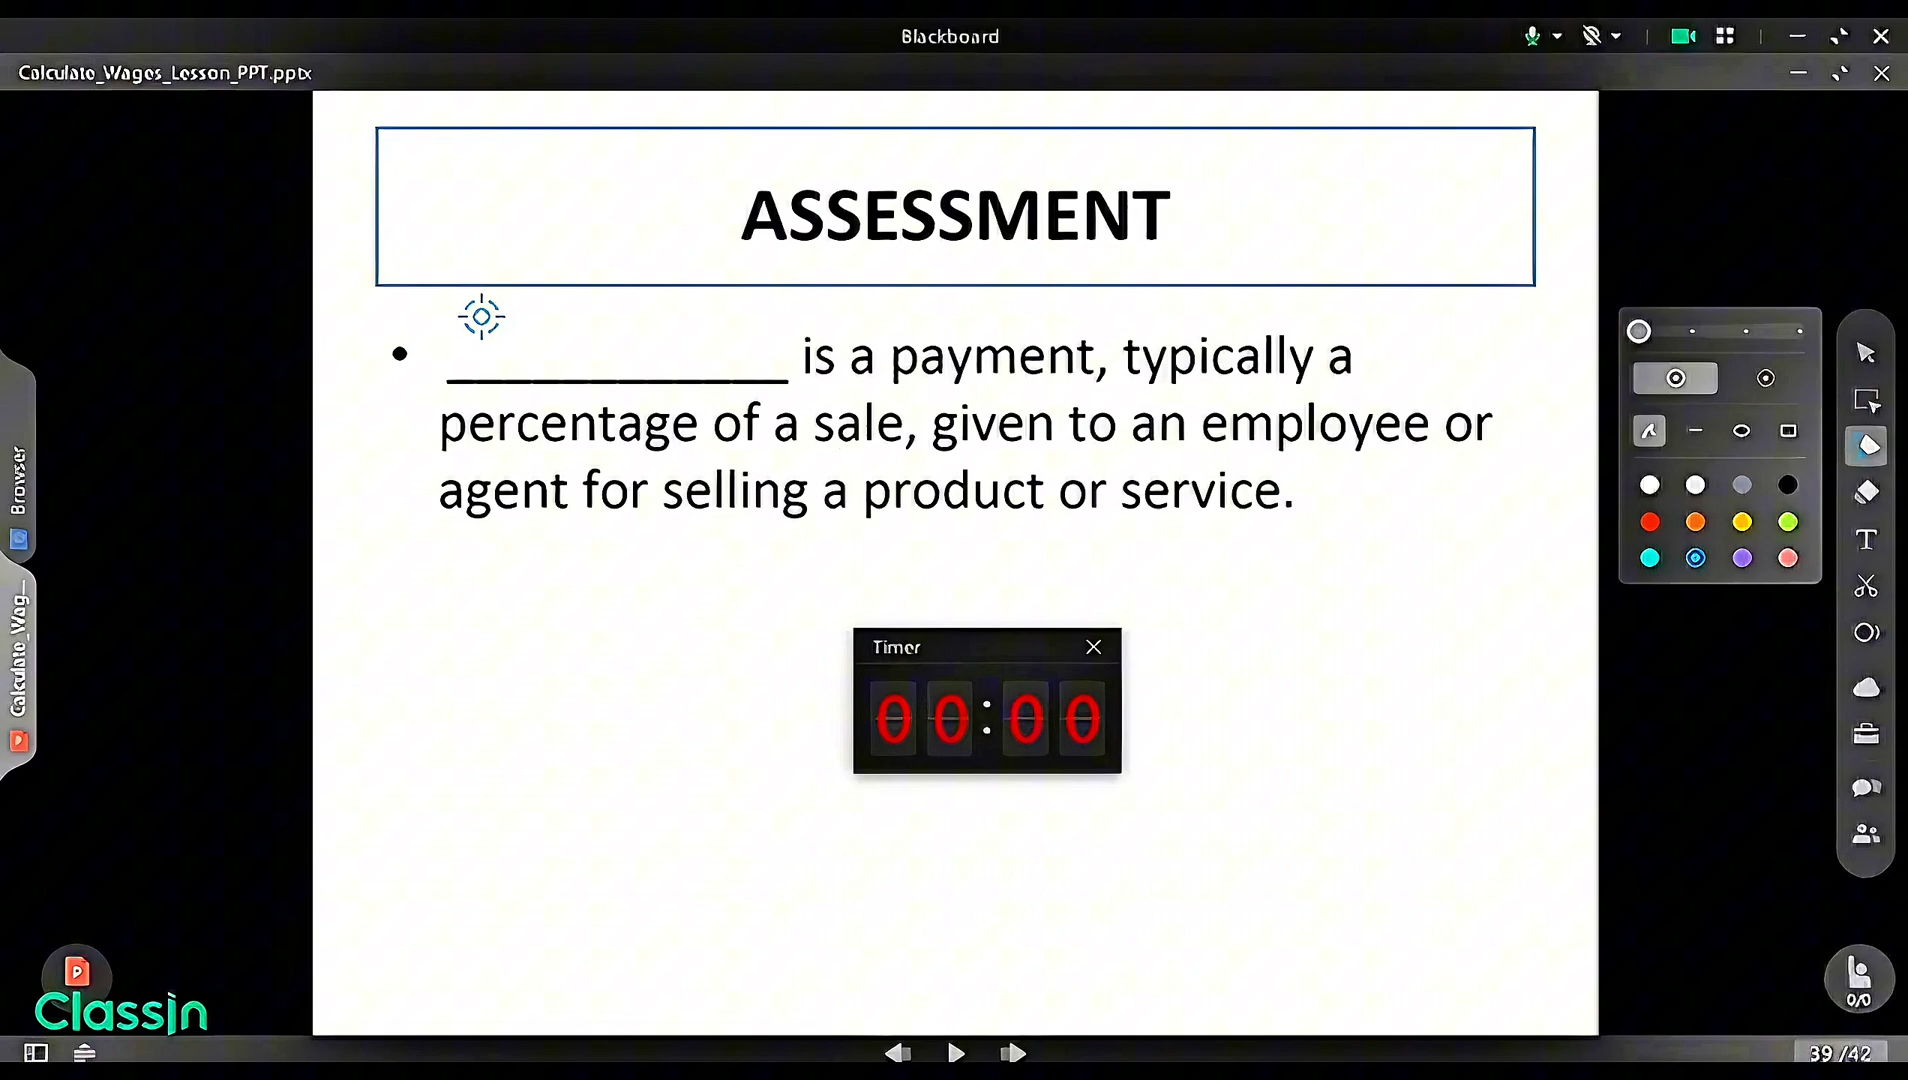 Blackboard
Calculate_Wages_Lesson_PPT.pptx
ASSESSMENT
• ____________ is a payment, typically a
percentage of a sale, given to an employee or
agent for selling a product or service.
Timer
00:00
Browser
Calculate_Wag...
T
0/0
ClassIn
39/42